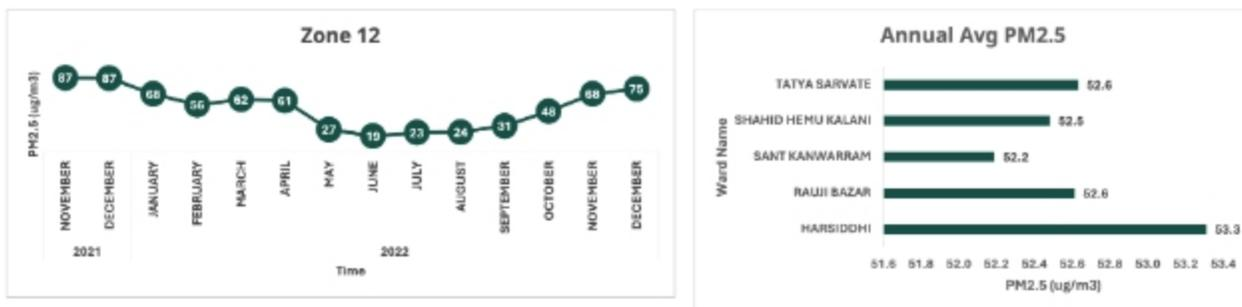 Zone 12
PM2.5 (ug/m3)
87 87 68 56 62 61 27 19 23 24 31 48 68 75
NOVEMBER DECEMBER JANUARY FEBRUARY MARCH APRIL MAY JUNE JULY AUGUST SEPTEMBER OCTOBER NOVEMBER DECEMBER
2021 2022
Time
Annual Avg PM2.5
Ward Name
TATYA SARVATE 52.6
SHAHID HEMU KALANI 52.5
SANT KANWARRAM 52.2
RAUJI BAZAR 52.6
HARSIDDHI 53.3
51.6 51.8 52.0 52.2 52.4 52.6 52.8 53.0 53.2 53.4
PM2.5 (ug/m3)